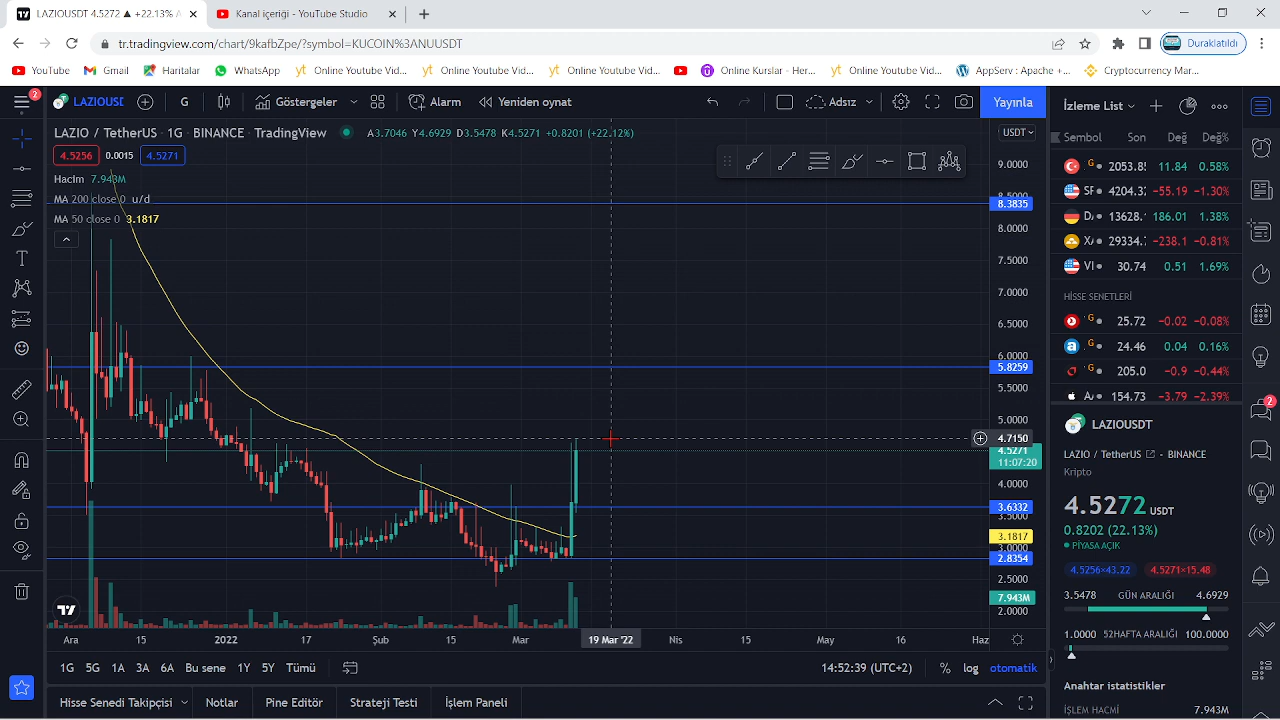 LAZIOUSDT 4.5272 ▲ +22.13% /
Kanal içeriği - YouTube Studio
tr.tradingview.com/chart/9kafbZpe/?symbol=KUCOIN%3ANUUSDT
Duraklatıldı
YouTube
Gmail
Haritalar
WhatsApp
Online Youtube Vid...
Online Youtube Vid...
Online Youtube Vid...
Online Kurslar - Her...
Online Youtube Vid...
AppServ : Apache +...
Cryptocurrency Mar...
2
LAZIOUSD
G
Göstergeler
Alarm
Yeniden oynat
Adsız
Yayınla
İzleme List
LAZIO / TetherUS · 1G · BINANCE · TradingView
A3.7046 Y4.6929 D3.5478 K4.5271 +0.8201 (+22.12%)
USDT
4.5256
0.0015
4.5271
Hacim 7.943M
MA 200 close 0 u/d
MA 50 close 0 3.1817
9.0000
8.5000
8.3835
8.0000
7.5000
7.0000
6.5000
6.0000
5.8259
5.5000
5.0000
4.7150
4.5271
11:07:20
4.0000
3.6332
3.5000
3.1817
3.0000
2.8354
2.5000
7.943M
2.0000
Ara
15
2022
17
Şub
15
Mar
19 Mar '22
Nis
15
May
16
Haz
1G
5G
1A
3A
6A
Bu sene
1Y
5Y
Tümü
14:52:39 (UTC+2)
%
log
otomatik
Hisse Senedi Takipçisi
Notlar
Pine Editör
Strateji Testi
İşlem Paneli
Sembol
Son
Değ
Değ%
G
2053.85
11.84
0.58%
SF
4204.32
−55.19
−1.30%
13628.
186.01
1.38%
29334.
−238.1
−0.81%
VI
30.74
0.51
1.69%
HİSSE SENETLERİ
G
25.72
−0.02
−0.08%
G
24.46
0.04
0.16%
G
205.0
−0.9
−0.44%
154.73
−3.79
−2.39%
2
LAZIOUSDT
LAZIO / TetherUS
BINANCE
Kripto
4.5272 USDT
0.8202 (22.13%)
PİYASA AÇIK
4.5256×43.22
4.5271×15.48
3.5478
GÜN ARALIĞI
4.6929
1.0000
52HAFTA ARALIĞI
100.0000
Anahtar istatistikler
İŞLEM HACMİ
7.943M